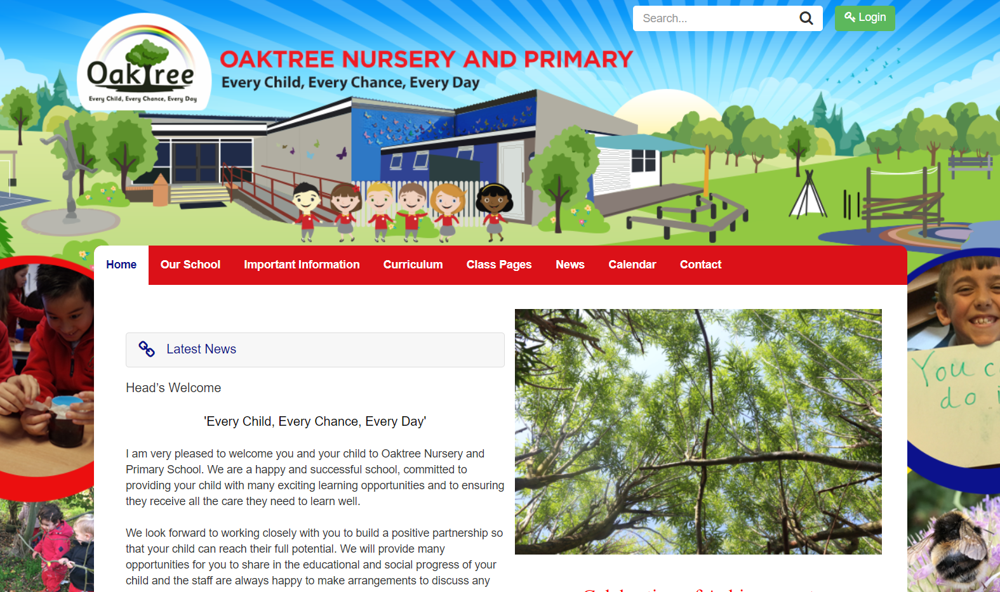 Search...
Login
OakTree
Every Child, Every Chance, Every Day
OAKTREE NURSERY AND PRIMARY
Every Child, Every Chance, Every Day
Home
Our School
Important Information
Curriculum
Class Pages
News
Calendar
Contact
Latest News
Head’s Welcome
'Every Child, Every Chance, Every Day'
I am very pleased to welcome you and your child to Oaktree Nursery and
Primary School. We are a happy and successful school, committed to
providing your child with many exciting learning opportunities and to ensuring
they receive all the care they need to learn well.
We look forward to working closely with you to build a positive partnership so
that your child can reach their full potential. We will provide many
opportunities for you to share in the educational and social progress of your
child and the staff are always happy to make arrangements to discuss any
You
do